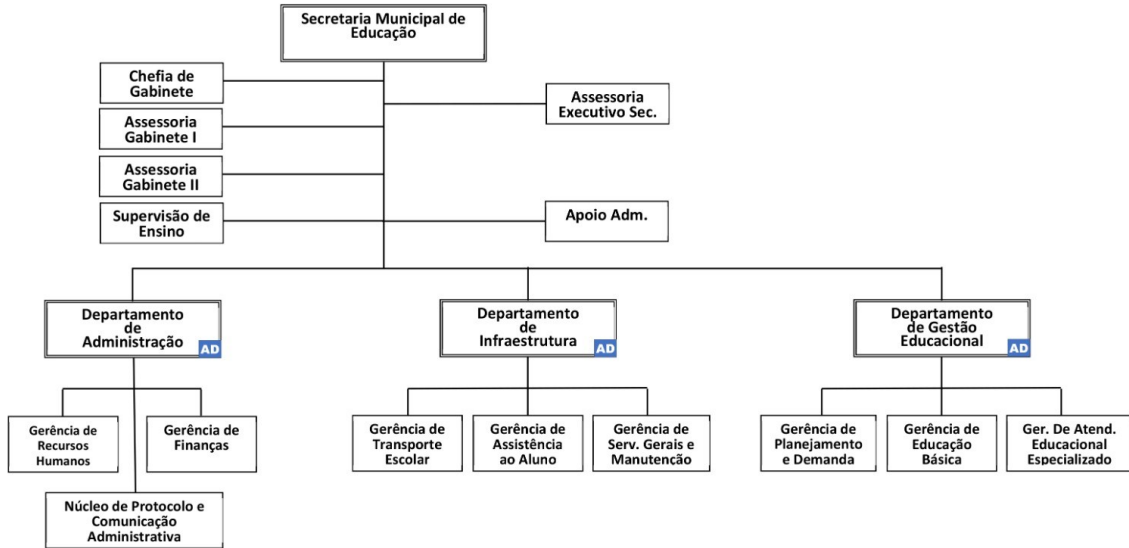 Secretaria Municipal de
Educação
Chefia de
Gabinete
Assessoria
Executivo Sec.
Assessoria
Gabinete I
Assessoria
Gabinete II
Supervisão de
Ensino
Apoio Adm.
Departamento
de
Administração
AD
Departamento
de
Infraestrutura
AD
Departamento
de Gestão
Educacional
AD
Gerência de
Recursos
Humanos
Gerência de
Finanças
Gerência de
Transporte
Escolar
Gerência de
Assistência
ao Aluno
Gerência de
Serv. Gerais e
Manutenção
Gerência de
Planejamento
e Demanda
Gerência de
Educação
Básica
Ger. De Atend.
Educacional
Especializado
Núcleo de Protocolo e
Comunicação
Administrativa